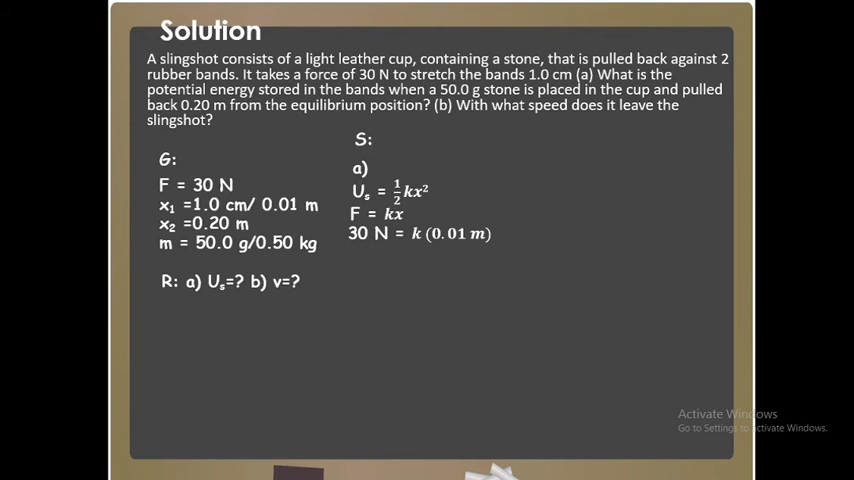 Solution
A slingshot consists of a light leather cup, containing a stone, that is pulled back against 2
rubber bands. It takes a force of 30 N to stretch the bands 1.0 cm (a) What is the
potential energy stored in the bands when a 50.0 g stone is placed in the cup and pulled
back 0.20 m from the equilibrium position? (b) With what speed does it leave the
slingshot?
G:
F = 30 N
x₁ =1.0 cm/ 0.01 m
x₂ =0.20 m
m = 50.0 g/0.50 kg
R: a) Uₛ=? b) v=?
S:
a)
Uₛ = ½kx²
F = kx
30 N = k (0.01 m)
Activate Windows
Go to Settings to activate Windows.